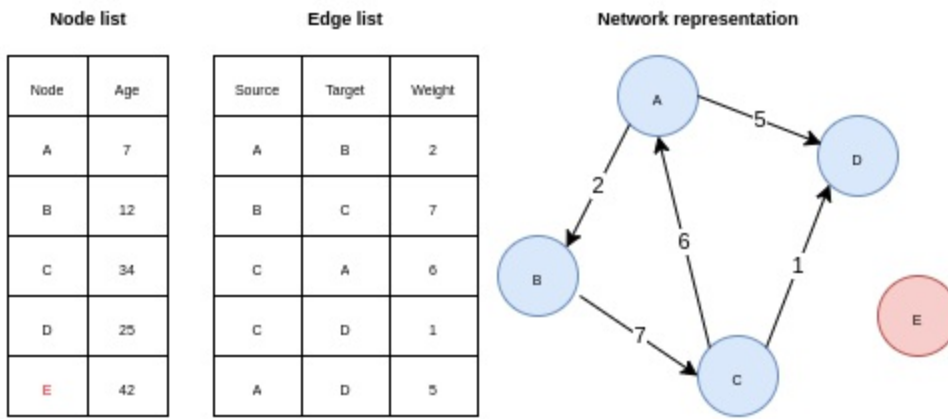 Node list
Edge list
Network representation
Node Age
A 7
B 12
C 34
D 25
E 42
Source Target Weight
A B 2
B C 7
C A 6
C D 1
A D 5
A
5
D
2
6
1
B
E
7
C